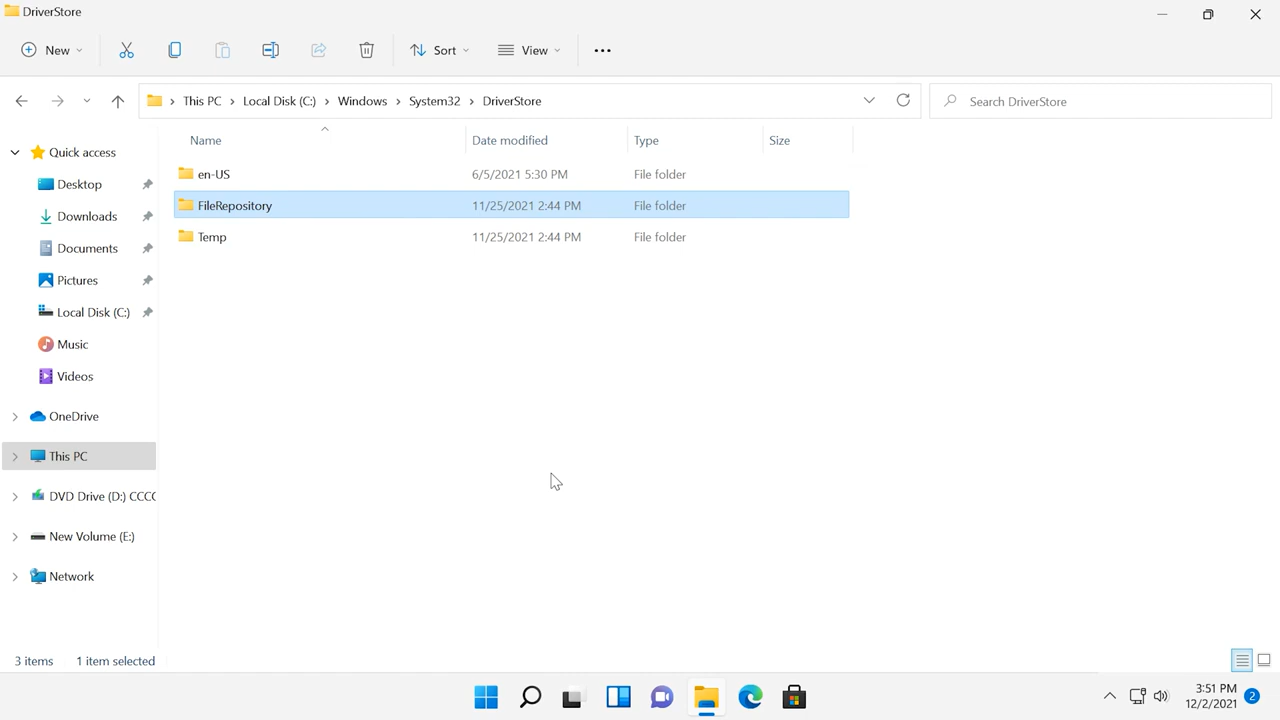 DriverStore
New
Sort
View
This PC
Local Disk (C:)
Windows
System32
DriverStore
Search DriverStore
Name
Date modified
Type
Size
Quick access
Desktop
Downloads
Documents
Pictures
Local Disk (C:)
Music
Videos
OneDrive
This PC
DVD Drive (D:) CCCO
New Volume (E:)
Network
en-US 6/5/2021 5:30 PM File folder
FileRepository 11/25/2021 2:44 PM File folder
Temp 11/25/2021 2:44 PM File folder
3 items 1 item selected
3:51 PM
12/2/2021
2